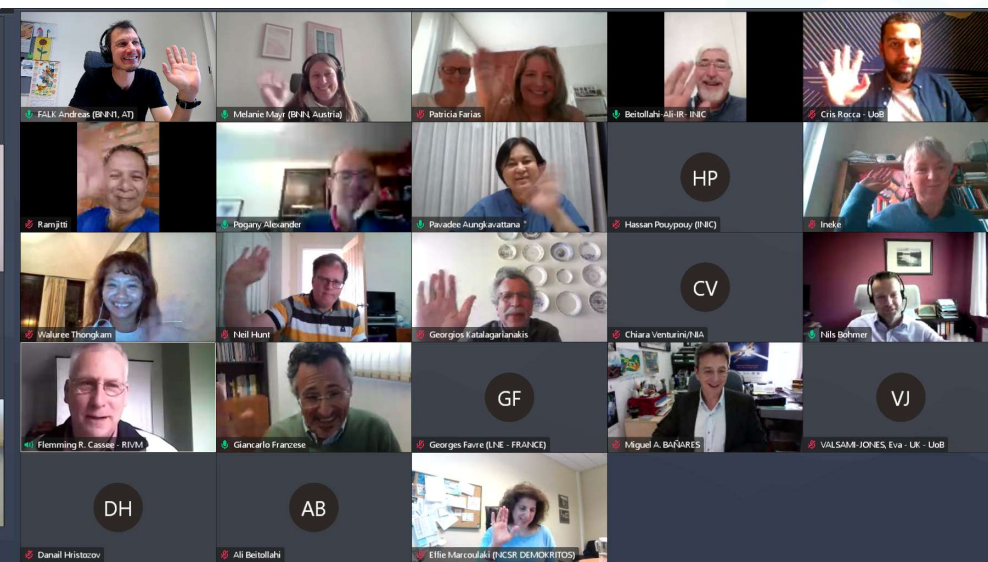 FALK Andreas (BNN1, AT)
Melanie Mayr (BNN, Austria)
Patricia Farias
Beitollahi-Ali-IR- INIC
Cris Rocca - UoB
Ramjitti
Pogany Alexander
Pavadee Aungkavattana
HP
Hassan Pouypouy (INIC)
Ineke
Waluree Thongkam
Neil Hunt
Georgios Katalagarianakis
CV
Chiara Venturini/NIA
Nils Bohmer
Flemming R. Cassee - RIVM
Giancarlo Franzese
GF
Georges Favre (LNE - FRANCE)
Miguel A. BAÑARES
VJ
VALSAMI-JONES, Eva - UK - UoB
DH
Danail Hristozov
AB
Ali Beitollahi
Effie Marcoulaki (NCSR DEMOKRITOS)